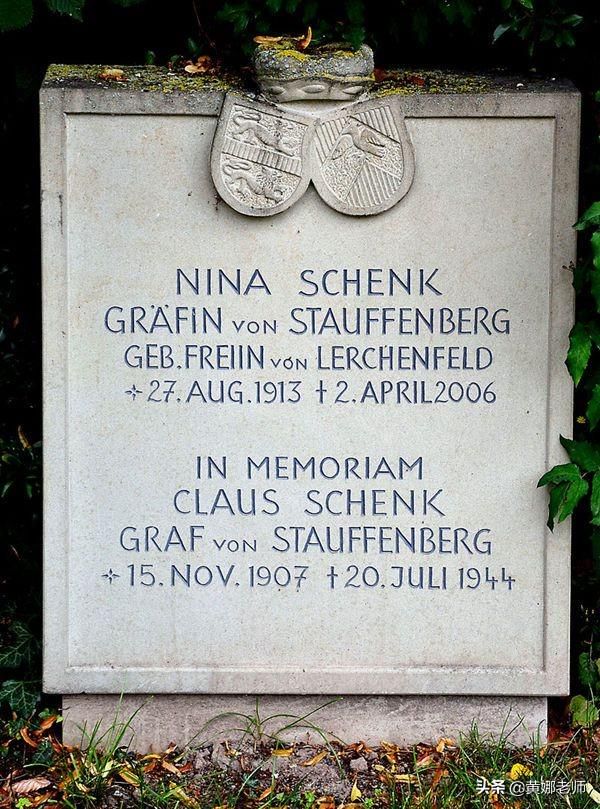 NINA SCHENK
GRÄFIN VON STAUFFENBERG
GEB. FREIIN VON LERCHENFELD
✧ 27. AUG. 1913 † 2. APRIL 2006
IN MEMORIAM
CLAUS SCHENK
GRAF VON STAUFFENBERG
✧ 15. NOV. 1907 † 20. JULI 1944
头条 @黄娜老师